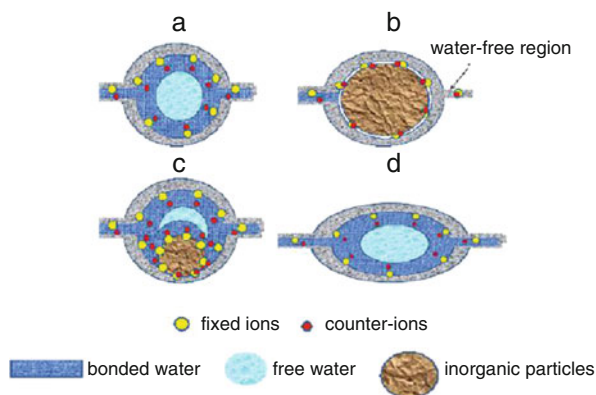 a
b
water-free region
c
d
fixed ions
counter-ions
bonded water
free water
inorganic particles